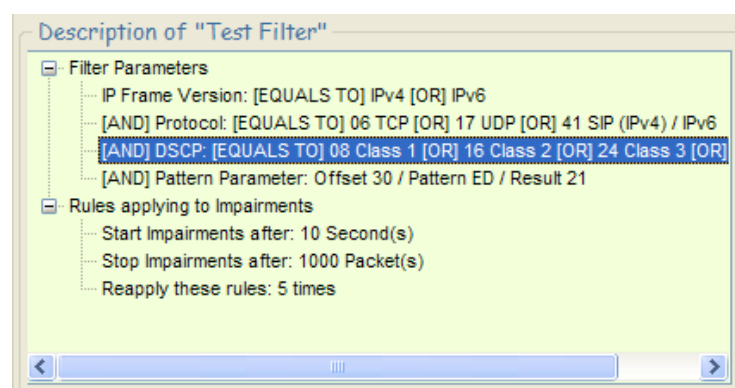 Description of "Test Filter"
Filter Parameters
IP Frame Version: [EQUALS TO] IPv4 [OR] IPv6
[AND] Protocol: [EQUALS TO] 06 TCP [OR] 17 UDP [OR] 41 SIP (IPv4) / IPv6
[AND] DSCP: [EQUALS TO] 08 Class 1 [OR] 16 Class 2 [OR] 24 Class 3 [OR]
[AND] Pattern Parameter: Offset 30 / Pattern ED / Result 21
Rules applying to Impairments
Start Impairments after: 10 Second(s)
Stop Impairments after: 1000 Packet(s)
Reapply these rules: 5 times